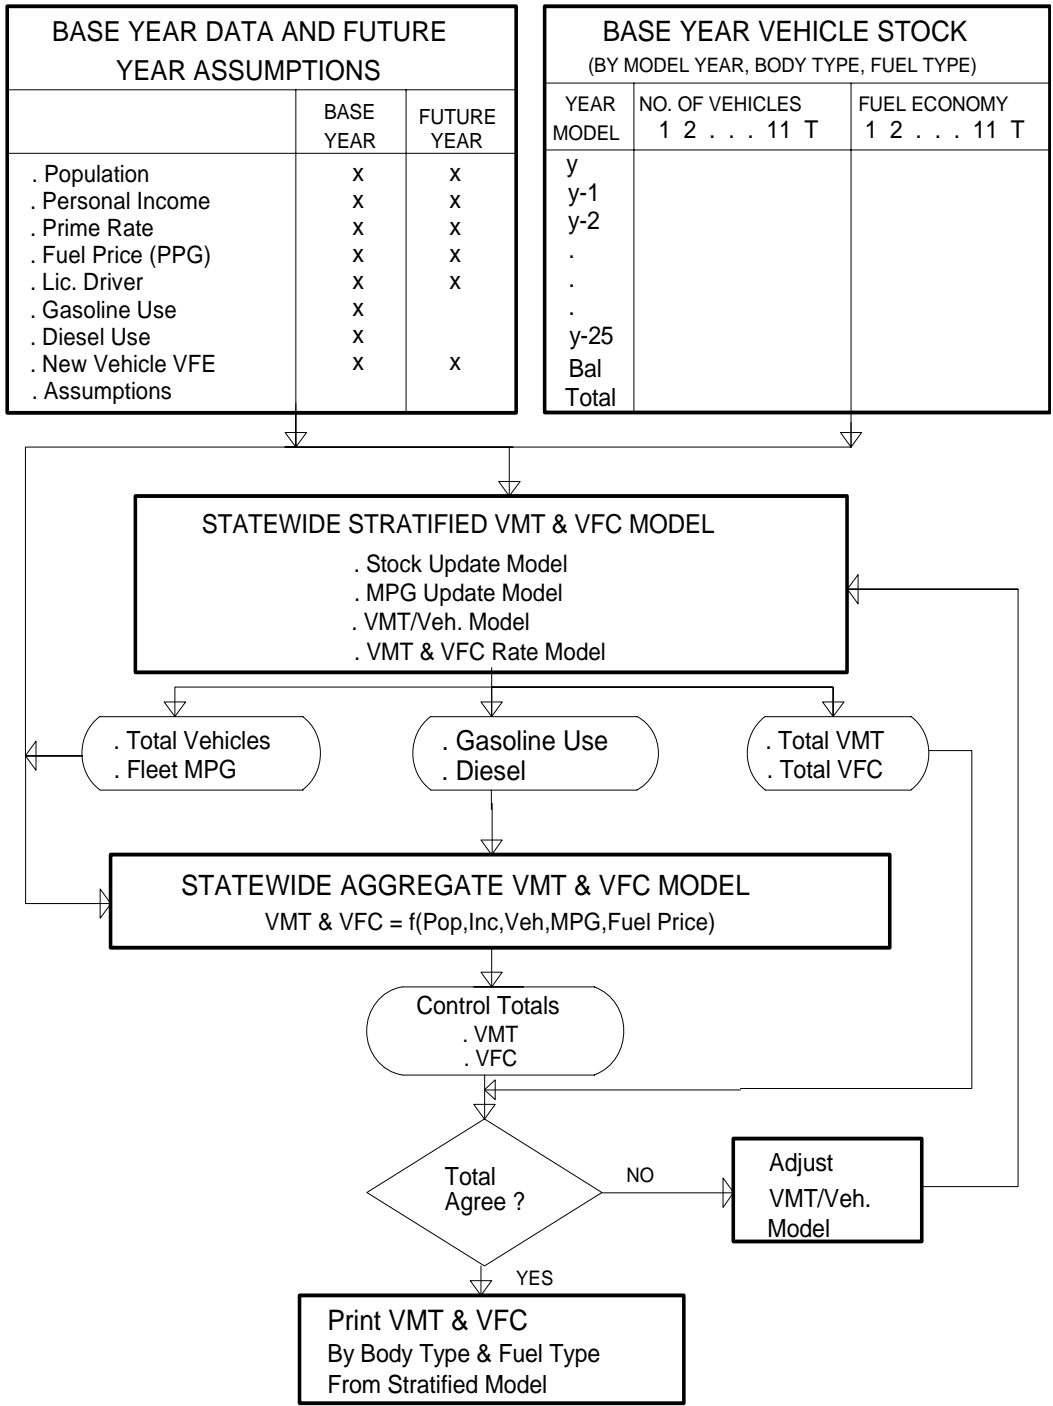 BASE YEAR DATA AND FUTURE
YEAR ASSUMPTIONS
BASE YEAR
FUTURE YEAR
. Population x x
. Personal Income x x
. Prime Rate x x
. Fuel Price (PPG) x x
. Lic. Driver x x
. Gasoline Use x
. Diesel Use x
. New Vehicle VFE x x
. Assumptions
BASE YEAR VEHICLE STOCK
(BY MODEL YEAR, BODY TYPE, FUEL TYPE)
YEAR NO. OF VEHICLES FUEL ECONOMY
MODEL 1 2 . . . 11 T 1 2 . . . 11 T
y
y-1
y-2
.
.
.
y-25
Bal
Total
STATEWIDE STRATIFIED VMT & VFC MODEL
. Stock Update Model
. MPG Update Model
. VMT/Veh. Model
. VMT & VFC Rate Model
. Total Vehicles
. Fleet MPG
. Gasoline Use
. Diesel
. Total VMT
. Total VFC
STATEWIDE AGGREGATE VMT & VFC MODEL
VMT & VFC = f(Pop,Inc,Veh,MPG,Fuel Price)
Control Totals
. VMT
. VFC
Total
Agree ?
NO
Adjust
VMT/Veh.
Model
YES
Print VMT & VFC
By Body Type & Fuel Type
From Stratified Model